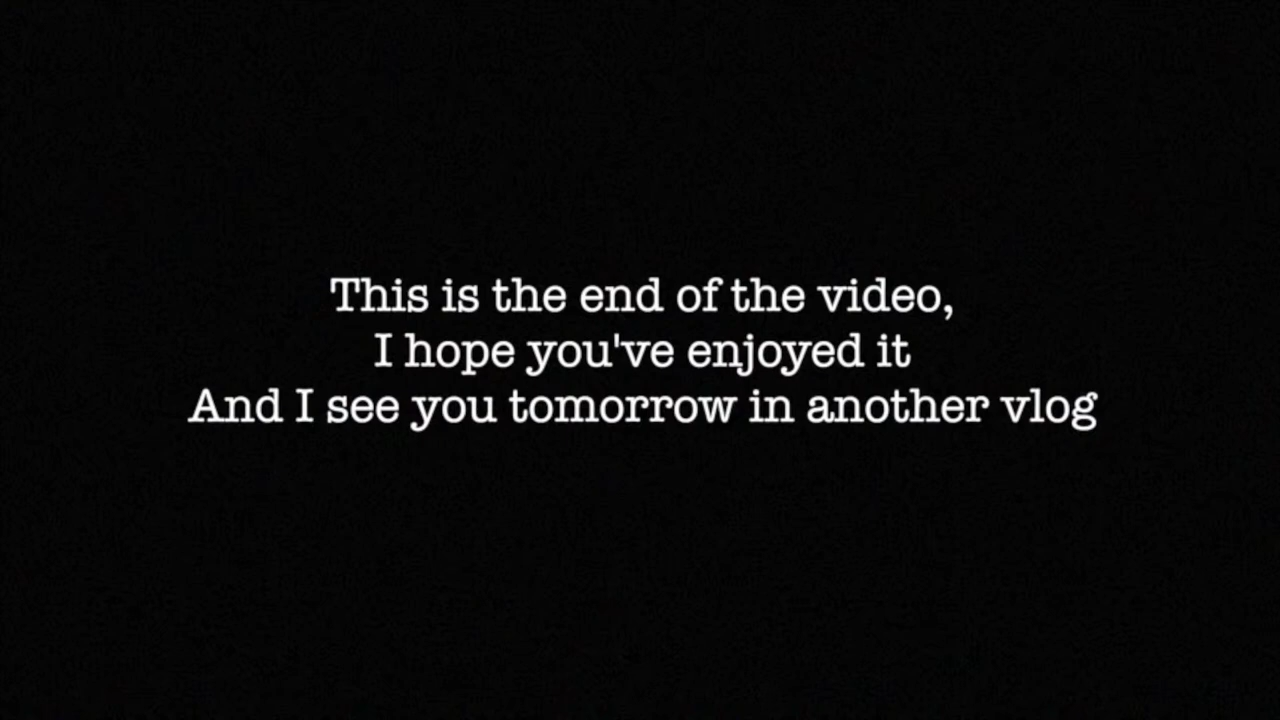 This is the end of the video,
I hope you've enjoyed it
And I see you tomorrow in another vlog